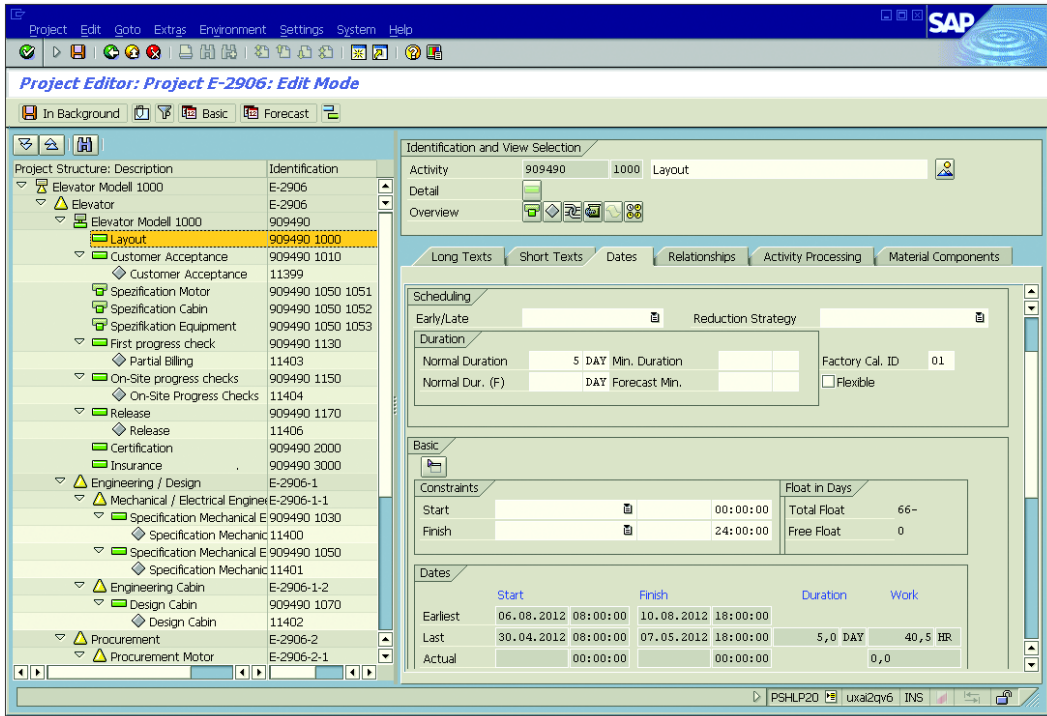 Project Edit Goto Extras Environment Settings System Help
SAP
Project Editor: Project E-2906: Edit Mode
In Background Basic Forecast
Project Structure: Description Identification
Elevator Modell 1000 E-2906
Elevator E-2906
Elevator Modell 1000 909490
Layout 909490 1000
Customer Acceptance 909490 1010
Customer Acceptance 11399
Spezification Motor 909490 1050 1051
Spezification Cabin 909490 1050 1052
Spezifikation Equipment 909490 1050 1053
First progress check 909490 1130
Partial Billing 11403
On-Site progress checks 909490 1150
On-Site Progress Checks 11404
Release 909490 1170
Release 11406
Certification 909490 2000
Insurance 909490 3000
Engineering / Design E-2906-1
Mechanical / Electrical Enginee E-2906-1-1
Specification Mechanical E 909490 1030
Specification Mechanic 11400
Specification Mechanical E 909490 1050
Specification Mechanic 11401
Engineering Cabin E-2906-1-2
Design Cabin 909490 1070
Design Cabin 11402
Procurement E-2906-2
Procurement Motor E-2906-2-1
Identification and View Selection
Activity 909490 1000 Layout
Detail
Overview
Long Texts Short Texts Dates Relationships Activity Processing Material Components
Scheduling
Early/Late Reduction Strategy
Duration
Normal Duration 5 DAY Min. Duration Factory Cal. ID 01
Normal Dur. (F) DAY Forecast Min. Flexible
Basic
Constraints Float in Days
Start 00:00:00 Total Float 66-
Finish 24:00:00 Free Float 0
Dates
Start Finish Duration Work
Earliest 06.08.2012 08:00:00 10.08.2012 18:00:00
Last 30.04.2012 08:00:00 07.05.2012 18:00:00 5,0 DAY 40,5 HR
Actual 00:00:00 00:00:00 0,0
PSHLP20 uxai2qv6 INS